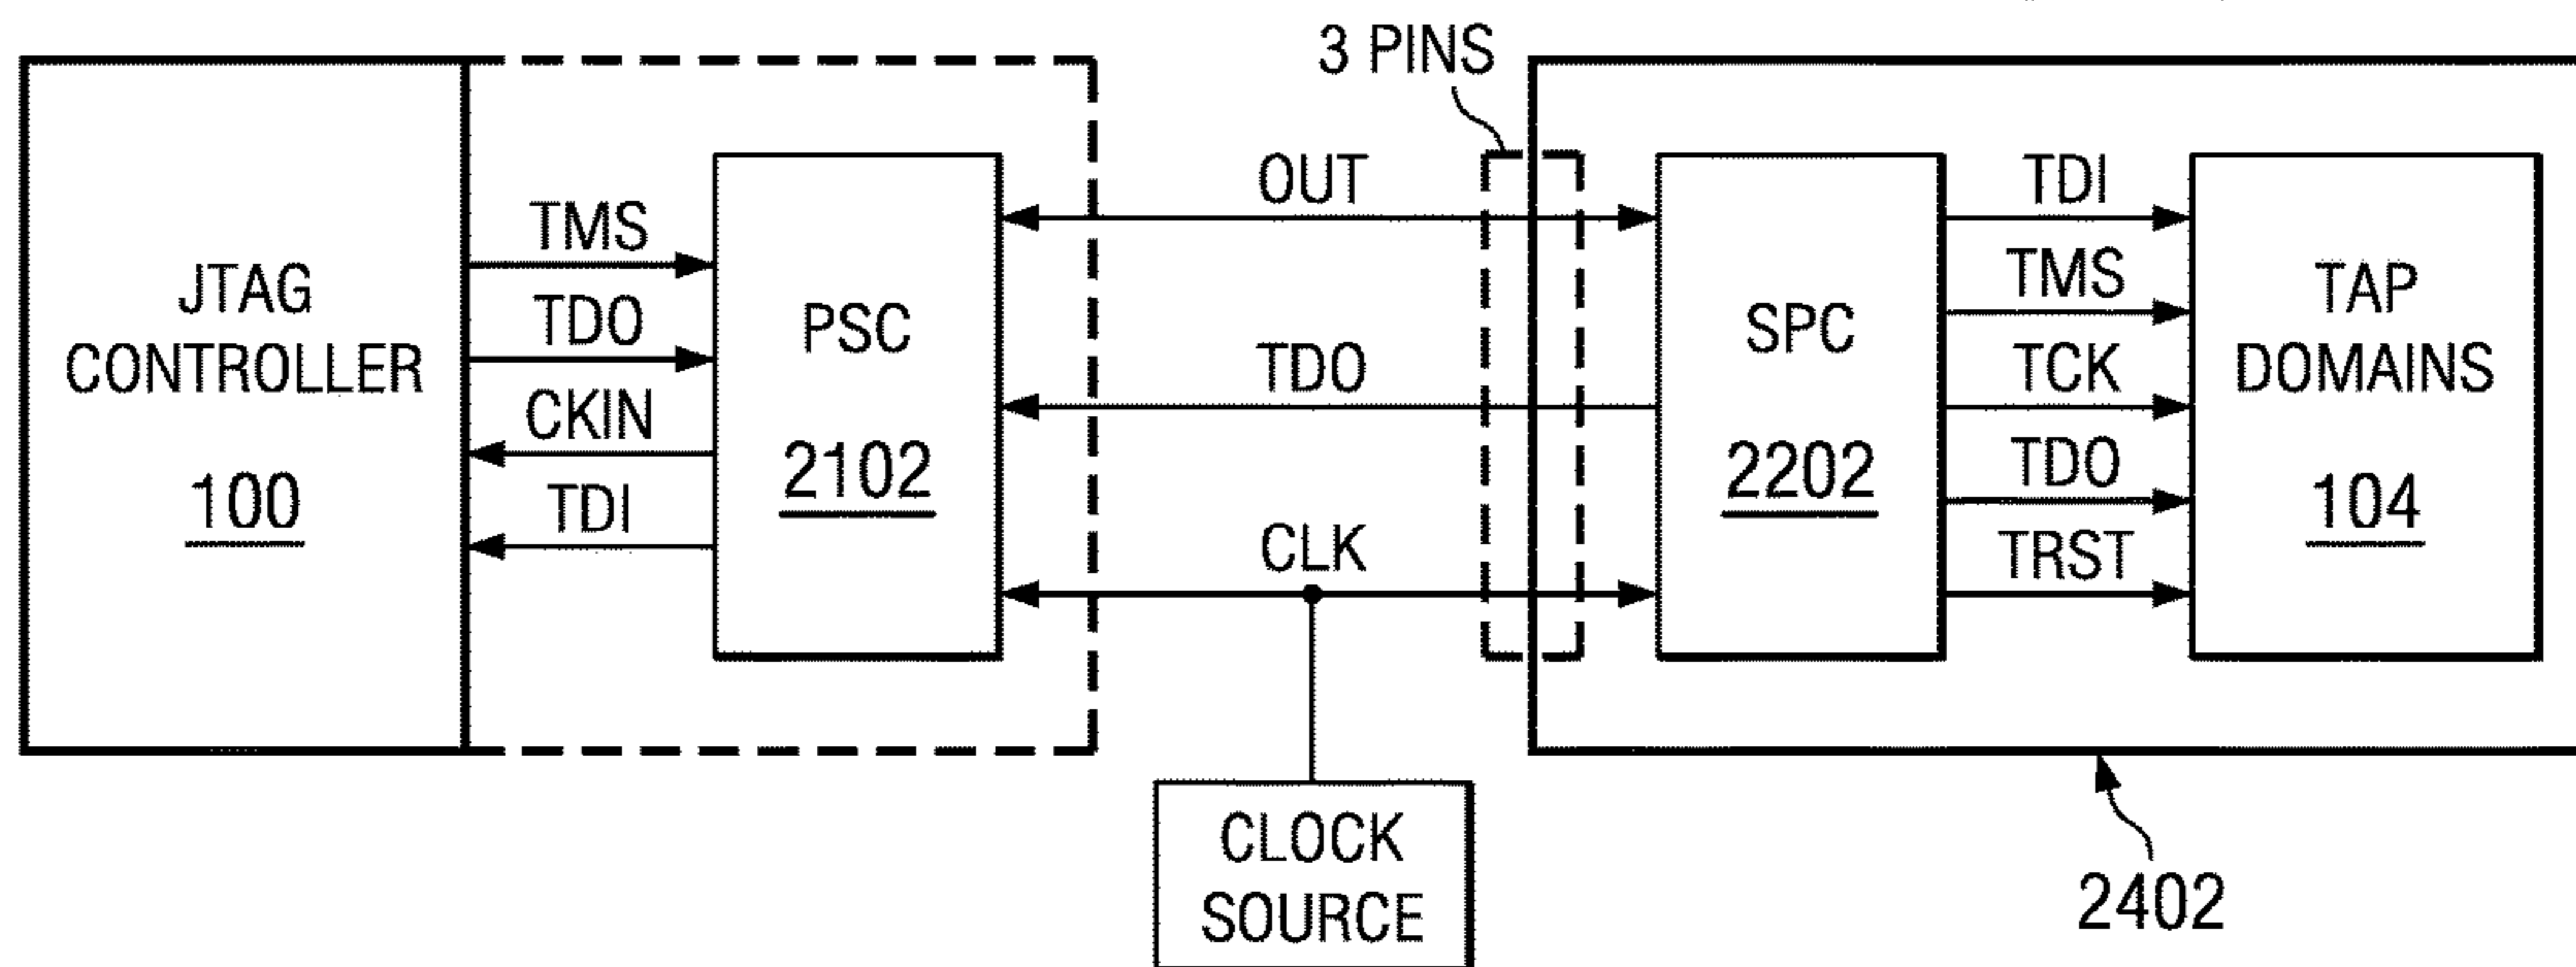 3 PINS
JTAG
CONTROLLER
100
TMS
TDO
CKIN
TDI
PSC
2102
OUT
TDO
CLK
SPC
2202
TDI
TMS
TCK
TDO
TRST
TAP
DOMAINS
104
CLOCK
SOURCE
2402